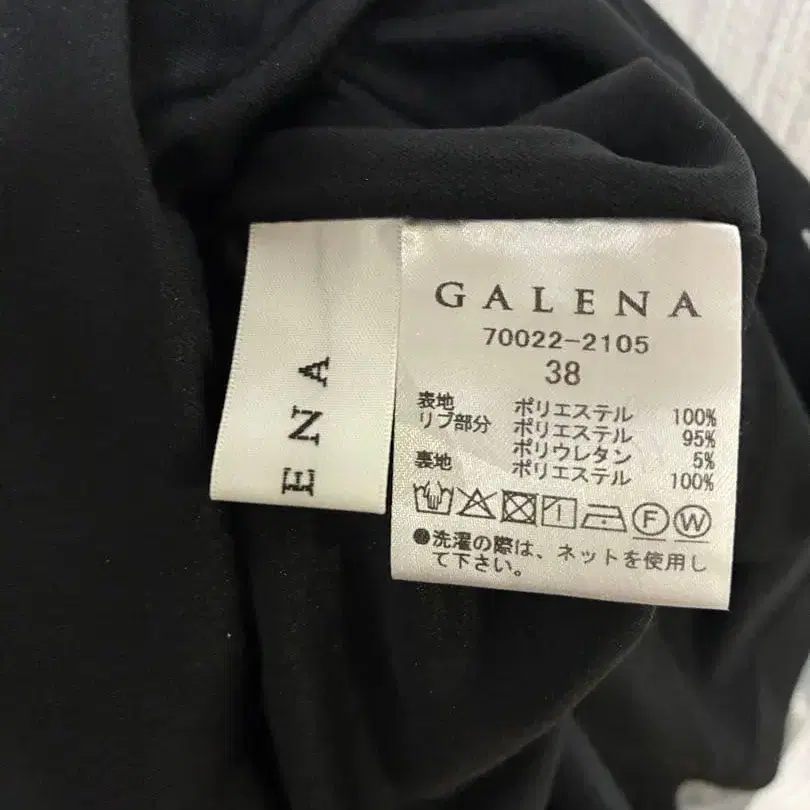 ENA
GALENA
70022-2105
38
表地 ポリエステル 100%
リブ部分 ポリエステル 95%
ポリウレタン 5%
裏地 ポリエステル 100%
F W
●洗濯の際は、ネットを使用し
て下さい。